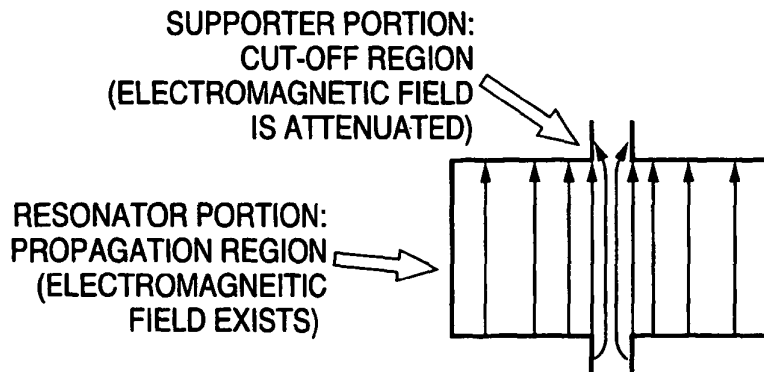 SUPPORTER PORTION:
CUT-OFF REGION
(ELECTROMAGNETIC FIELD
IS ATTENUATED)
RESONATOR PORTION:
PROPAGATION REGION
(ELECTROMAGNEITIC
FIELD EXISTS)